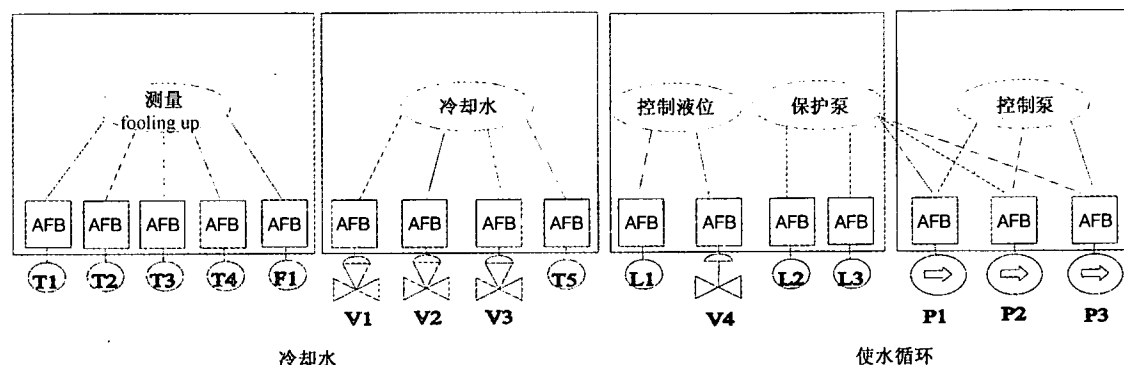 测量
fooling up
冷却水
控制液位
保护泵
控制泵
AFB AFB AFB AFB AFB AFB AFB AFB AFB AFB AFB AFB AFB AFB AFB AFB
T1 T2 T3 T4 F1 T5 L1 L2 L3
V1 V2 V3 V4 P1 P2 P3
冷却水 使水循环